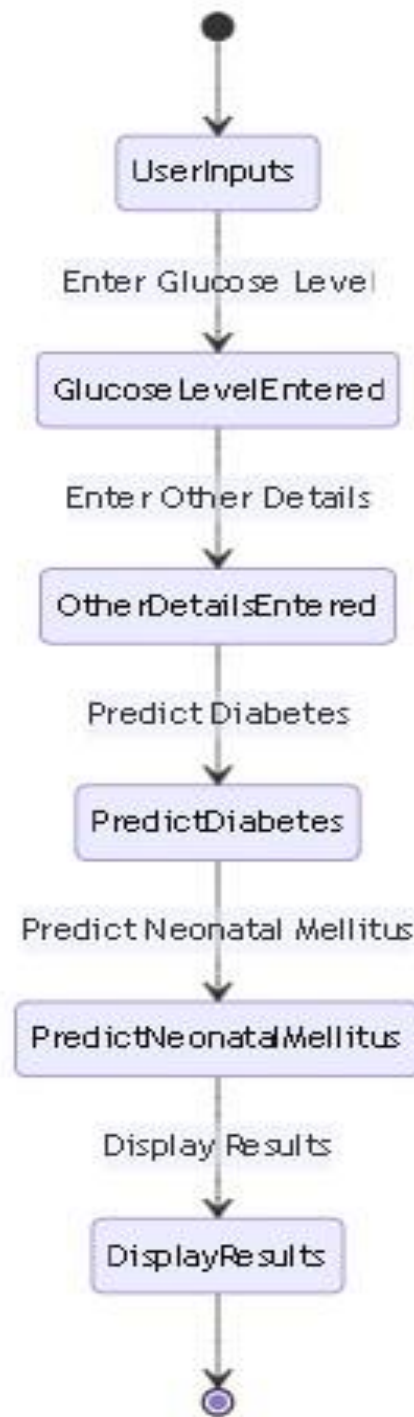 UserInputs
Enter Glucose Level
GlucoseLevelEntered
Enter Other Details
OtherDetailsEntered
Predict Diabetes
PredictDiabetes
Predict Neonatal Mellitus
PredictNeonatalMellitus
Display Results
DisplayResults